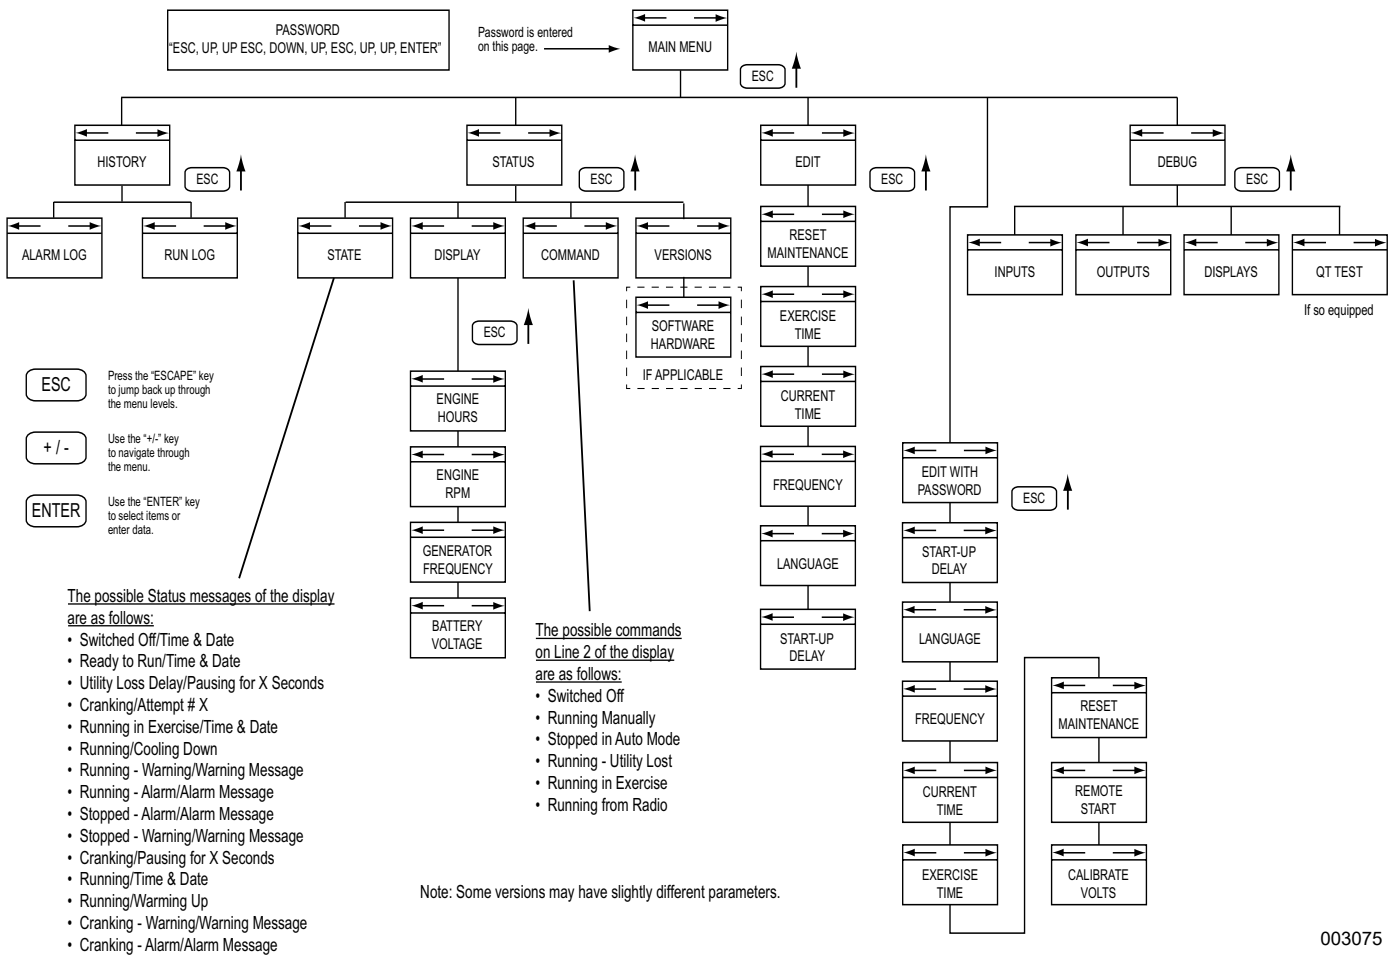 PASSWORD
"ESC, UP, UP ESC, DOWN, UP, ESC, UP, UP, ENTER"
Password is entered
on this page.
MAIN MENU
ESC
HISTORY
ESC
STATUS
ESC
EDIT
ESC
DEBUG
ESC
ALARM LOG
RUN LOG
STATE
DISPLAY
COMMAND
VERSIONS
SOFTWARE
HARDWARE
IF APPLICABLE
ESC
ENGINE
HOURS
ENGINE
RPM
GENERATOR
FREQUENCY
BATTERY
VOLTAGE
RESET
MAINTENANCE
EXERCISE
TIME
CURRENT
TIME
FREQUENCY
LANGUAGE
START-UP
DELAY
INPUTS
OUTPUTS
DISPLAYS
QT TEST
If so equipped
EDIT WITH
PASSWORD
ESC
START-UP
DELAY
LANGUAGE
FREQUENCY
CURRENT
TIME
EXERCISE
TIME
RESET
MAINTENANCE
REMOTE
START
CALIBRATE
VOLTS
ESC
Press the "ESCAPE" key
to jump back up through
the menu levels.
+ / -
Use the "+/-" key
to navigate through
the menu.
ENTER
Use the "ENTER" key
to select items or
enter data.
The possible Status messages of the display
are as follows:
• Switched Off/Time & Date
• Ready to Run/Time & Date
• Utility Loss Delay/Pausing for X Seconds
• Cranking/Attempt # X
• Running in Exercise/Time & Date
• Running/Cooling Down
• Running - Warning/Warning Message
• Running - Alarm/Alarm Message
• Stopped - Alarm/Alarm Message
• Stopped - Warning/Warning Message
• Cranking/Pausing for X Seconds
• Running/Time & Date
• Running/Warming Up
• Cranking - Warning/Warning Message
• Cranking - Alarm/Alarm Message
The possible commands
on Line 2 of the display
are as follows:
• Switched Off
• Running Manually
• Stopped in Auto Mode
• Running - Utility Lost
• Running in Exercise
• Running from Radio
Note: Some versions may have slightly different parameters.
003075